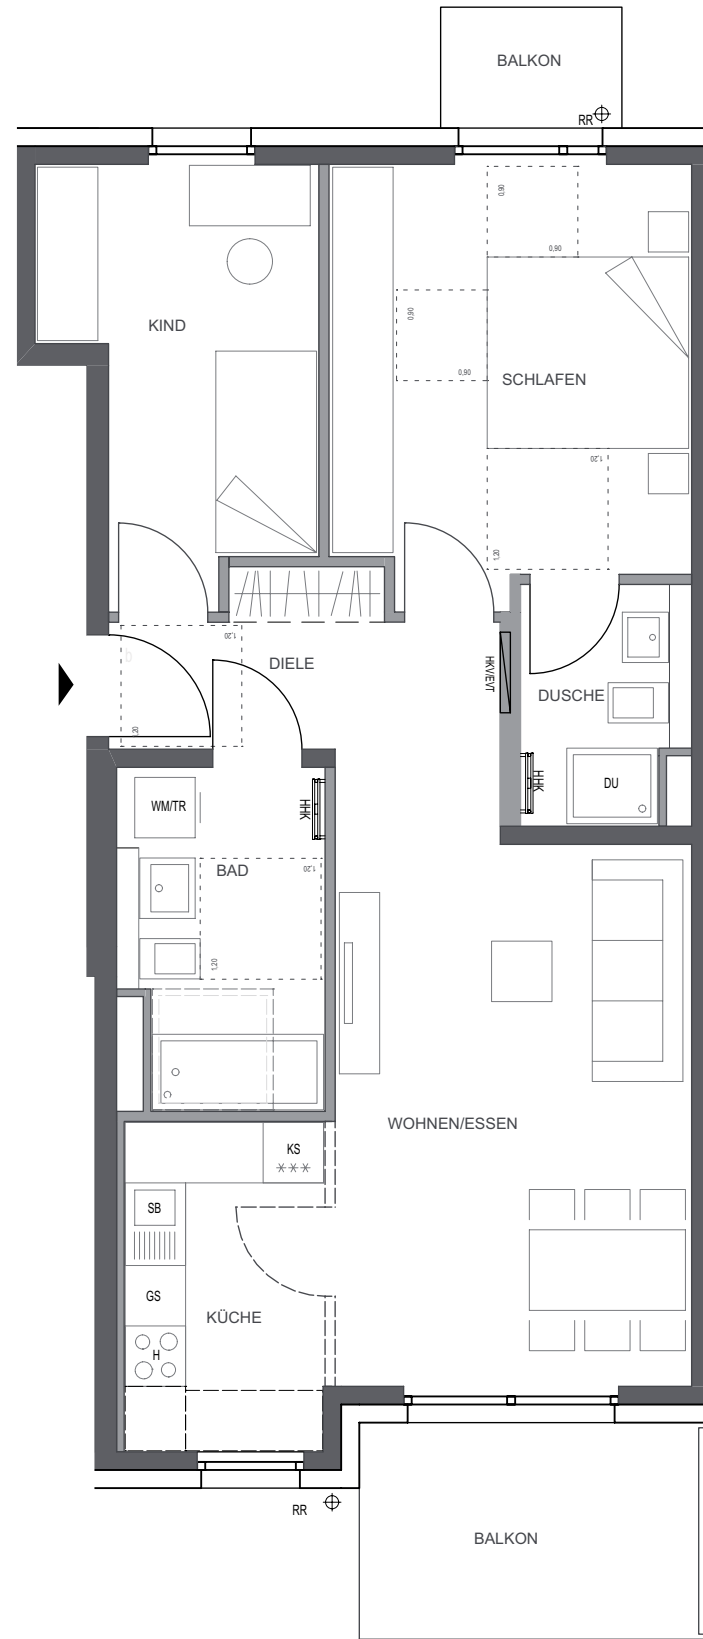 BALKON
RR
0,90
0,90
KIND
0,90
0,90
SCHLAFEN
1,20
1,20
1,20
1,20
DIELE
HKV/EVT
DUSCHE
WM/TR
HHK
HHK
DU
BAD
1,20
1,20
WOHNEN/ESSEN
KS
***
SB
GS
KÜCHE
H
RR
BALKON